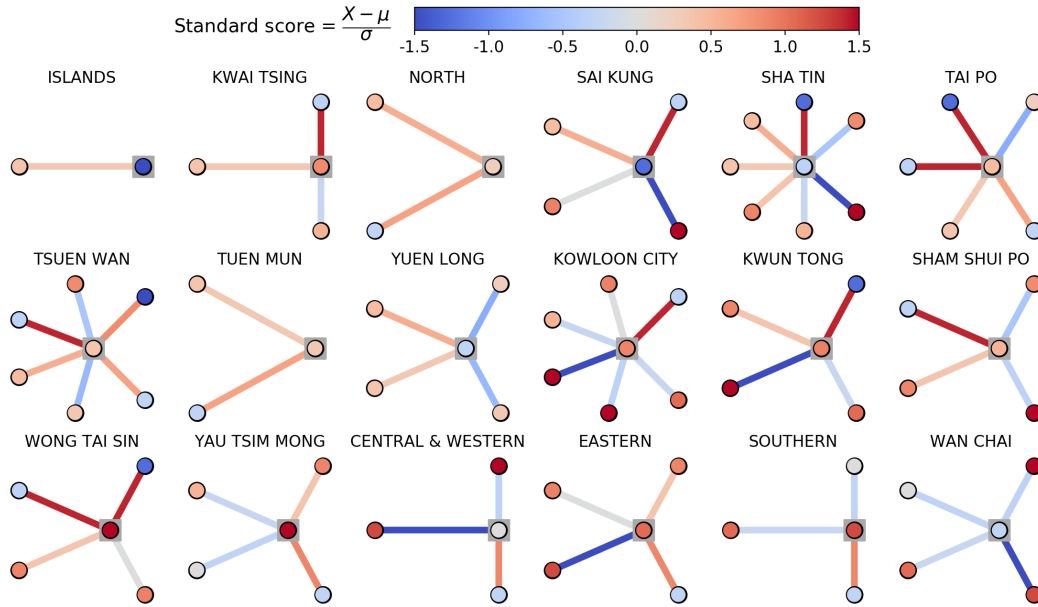 Standard score = X − μ / σ
-1.5 -1.0 -0.5 0.0 0.5 1.0 1.5
ISLANDS KWAI TSING NORTH SAI KUNG SHA TIN TAI PO
TSUEN WAN TUEN MUN YUEN LONG KOWLOON CITY KWUN TONG SHAM SHUI PO
WONG TAI SIN YAU TSIM MONG CENTRAL & WESTERN EASTERN SOUTHERN WAN CHAI